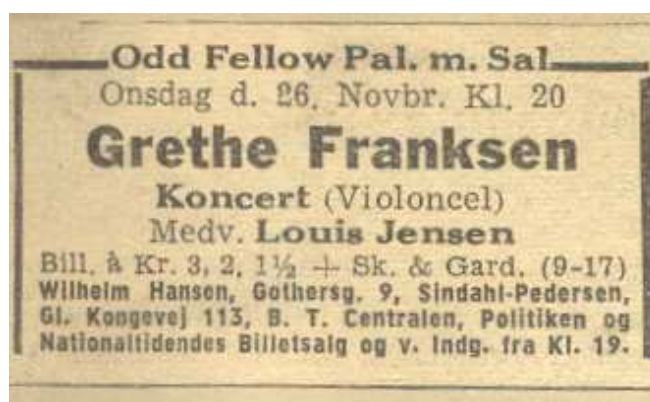 Odd Fellow Pal. m. Sal
Onsdag d. 26. Novbr. Kl. 20
Grethe Franksen
Koncert (Violoncel)
Medv. Louis Jensen
Bill. à Kr. 3, 2, 1½ + Sk. & Gard. (9-17)
Wilhelm Hansen, Gothersg. 9, Sindahl-Pedersen,
Gl. Kongevej 113, B. T. Centralen, Politiken og
Nationaltidendes Billetsalg og v. Indg. fra Kl. 19.